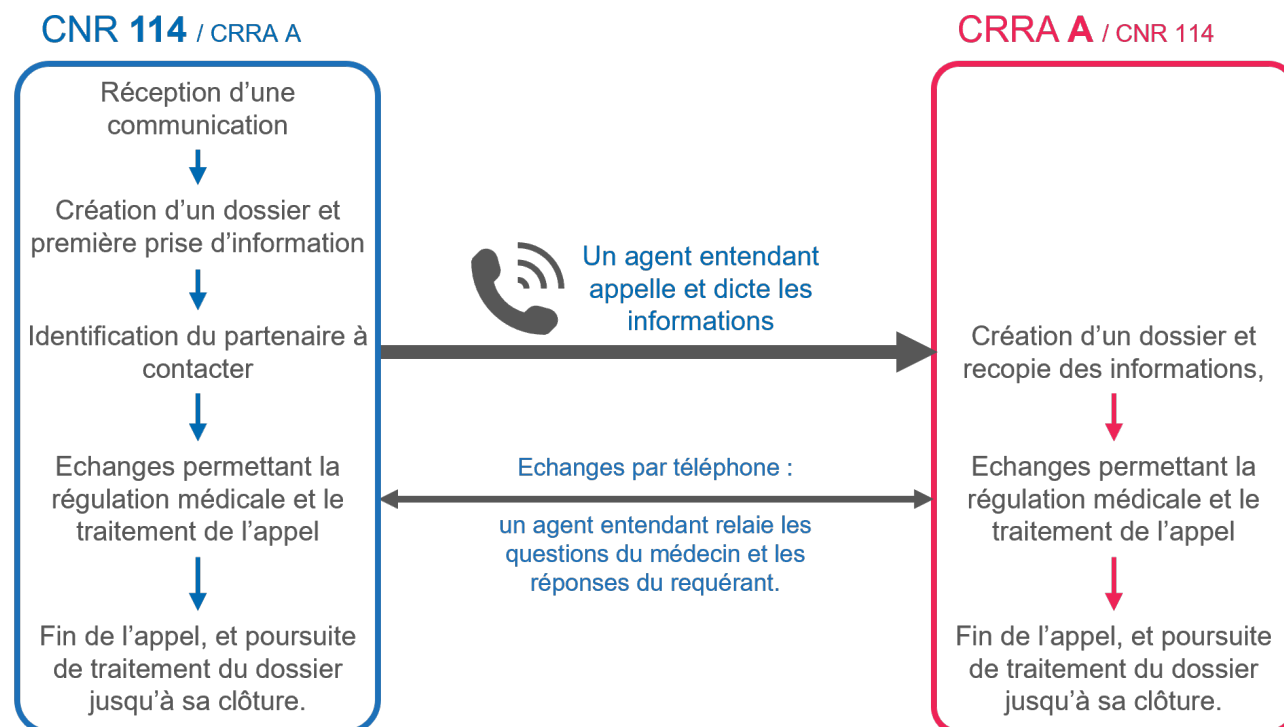 CNR 114 / CRRA A
Réception d'une
communication
Création d'un dossier et
première prise d'information
Identification du partenaire à
contacter
Echanges permettant la
régulation médicale et le
traitement de l'appel
Fin de l'appel, et poursuite
de traitement du dossier
jusqu'à sa clôture.
Un agent entendant
appelle et dicte les
informations
Echanges par téléphone :
un agent entendant relaie les
questions du médecin et les
réponses du requérant.
CRRA A / CNR 114
Création d'un dossier et
recopie des informations,
Echanges permettant la
régulation médicale et le
traitement de l'appel
Fin de l'appel, et poursuite
de traitement du dossier
jusqu'à sa clôture.